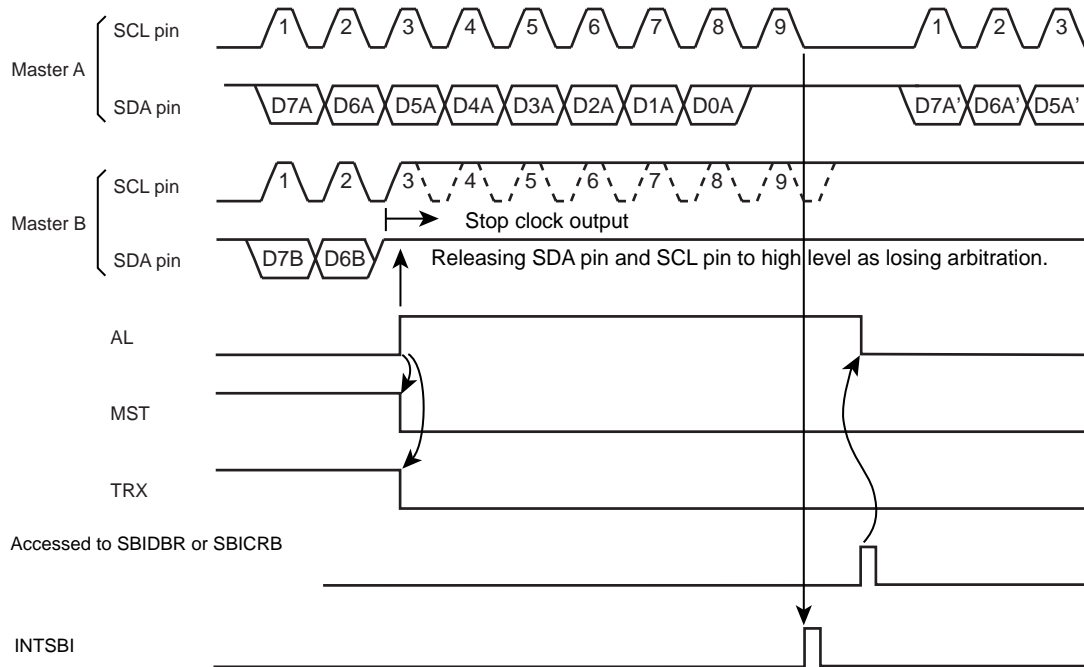 SCL pin 1 2 3 4 5 6 7 8 9 1 2 3
Master A
SDA pin D7A D6A D5A D4A D3A D2A D1A D0A D7A' D6A' D5A'
SCL pin 1 2 3 4 5 6 7 8 9
Master B
Stop clock output
SDA pin D7B D6B Releasing SDA pin and SCL pin to high level as losing arbitration.
AL
MST
TRX
Accessed to SBIDBR or SBICRB
INTSBI